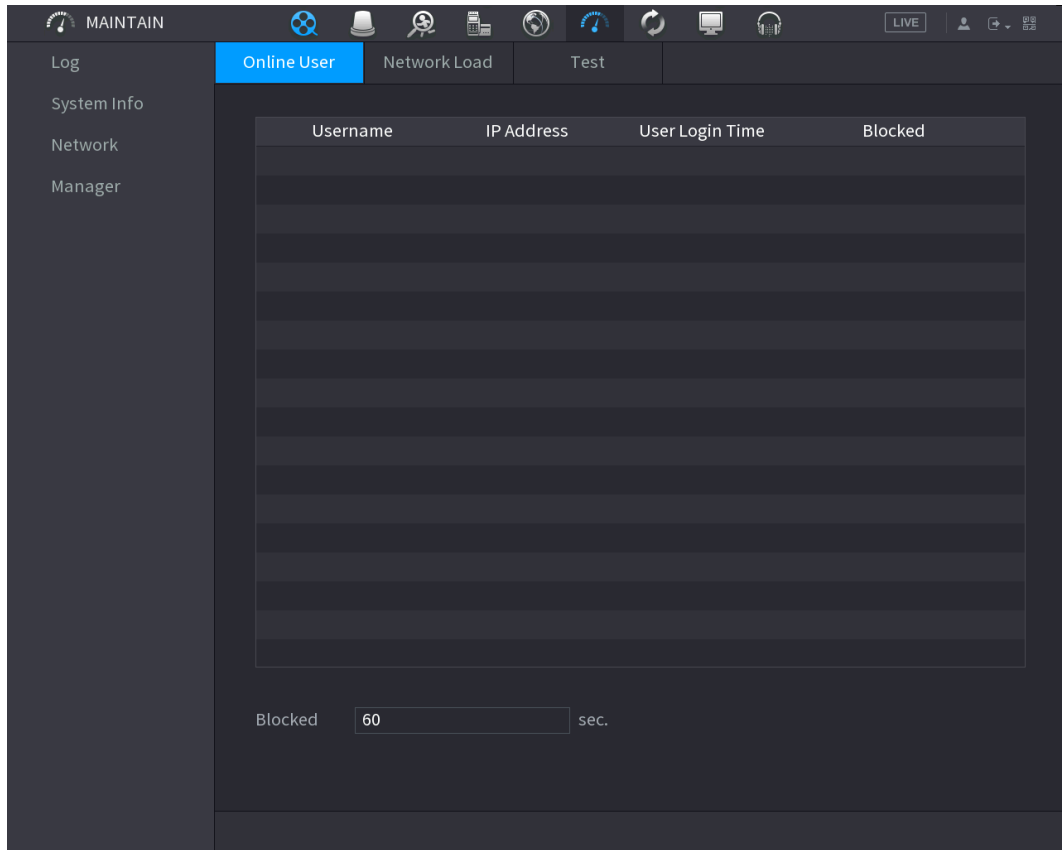 MAINTAIN LIVE
Log
System Info
Network
Manager
Online User Network Load Test
Username IP Address User Login Time Blocked
Blocked 60 sec.